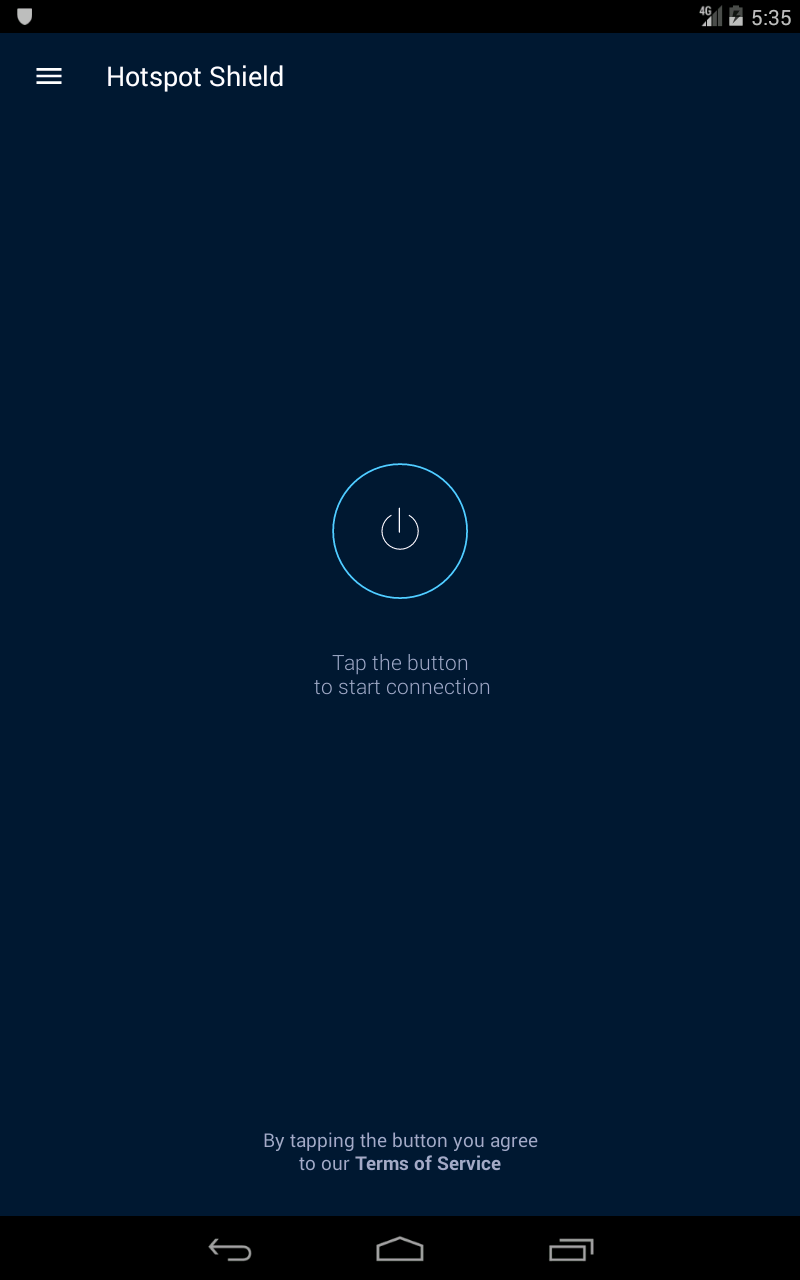 4G 5:35
Hotspot Shield
Tap the button
to start connection
By tapping the button you agree
to our Terms of Service